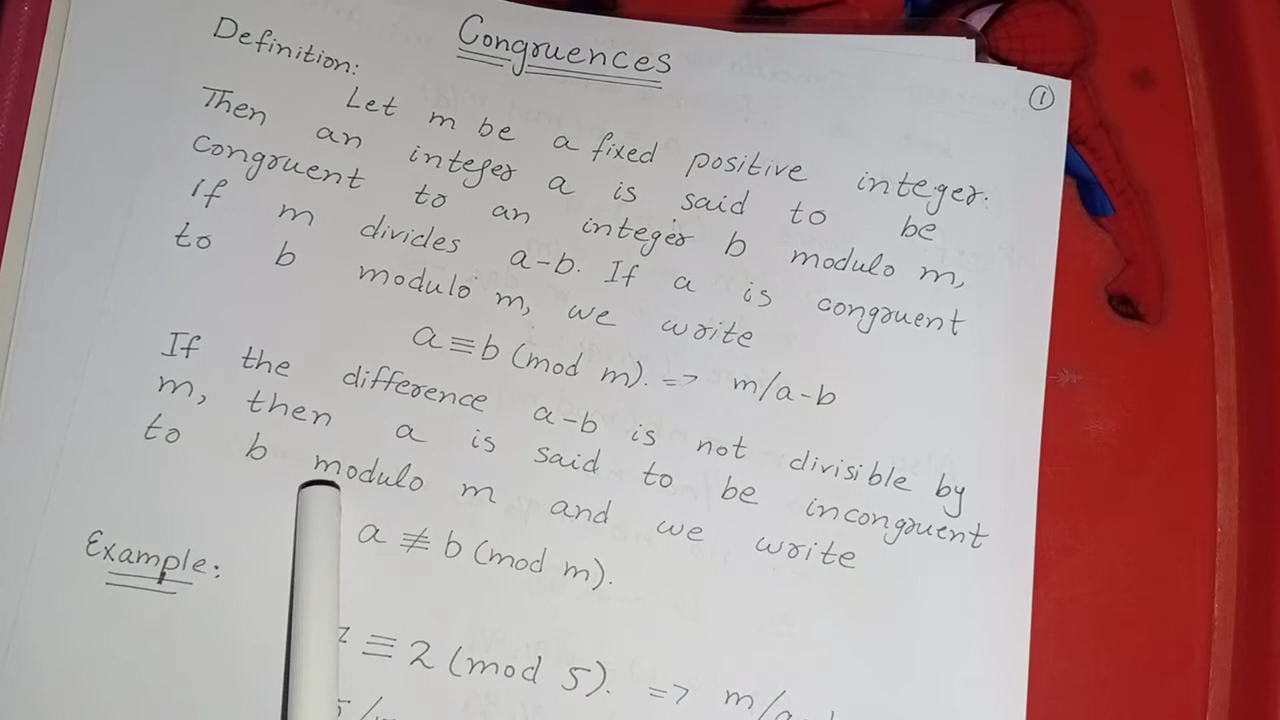 Congruences
①
Definition:
Let m be a fixed positive integer.
Then an integer a is said to be
congruent to an integer b modulo m,
if m divides a-b. If a is congruent
to b modulo m, we write
a≡b (mod m). => m/a-b
If the difference a-b is not divisible by
m, then a is said to be incongruent
to b modulo m and we write
a ≢ b (mod m).
Example:
≡ 2 (mod 5). => m/a
5/